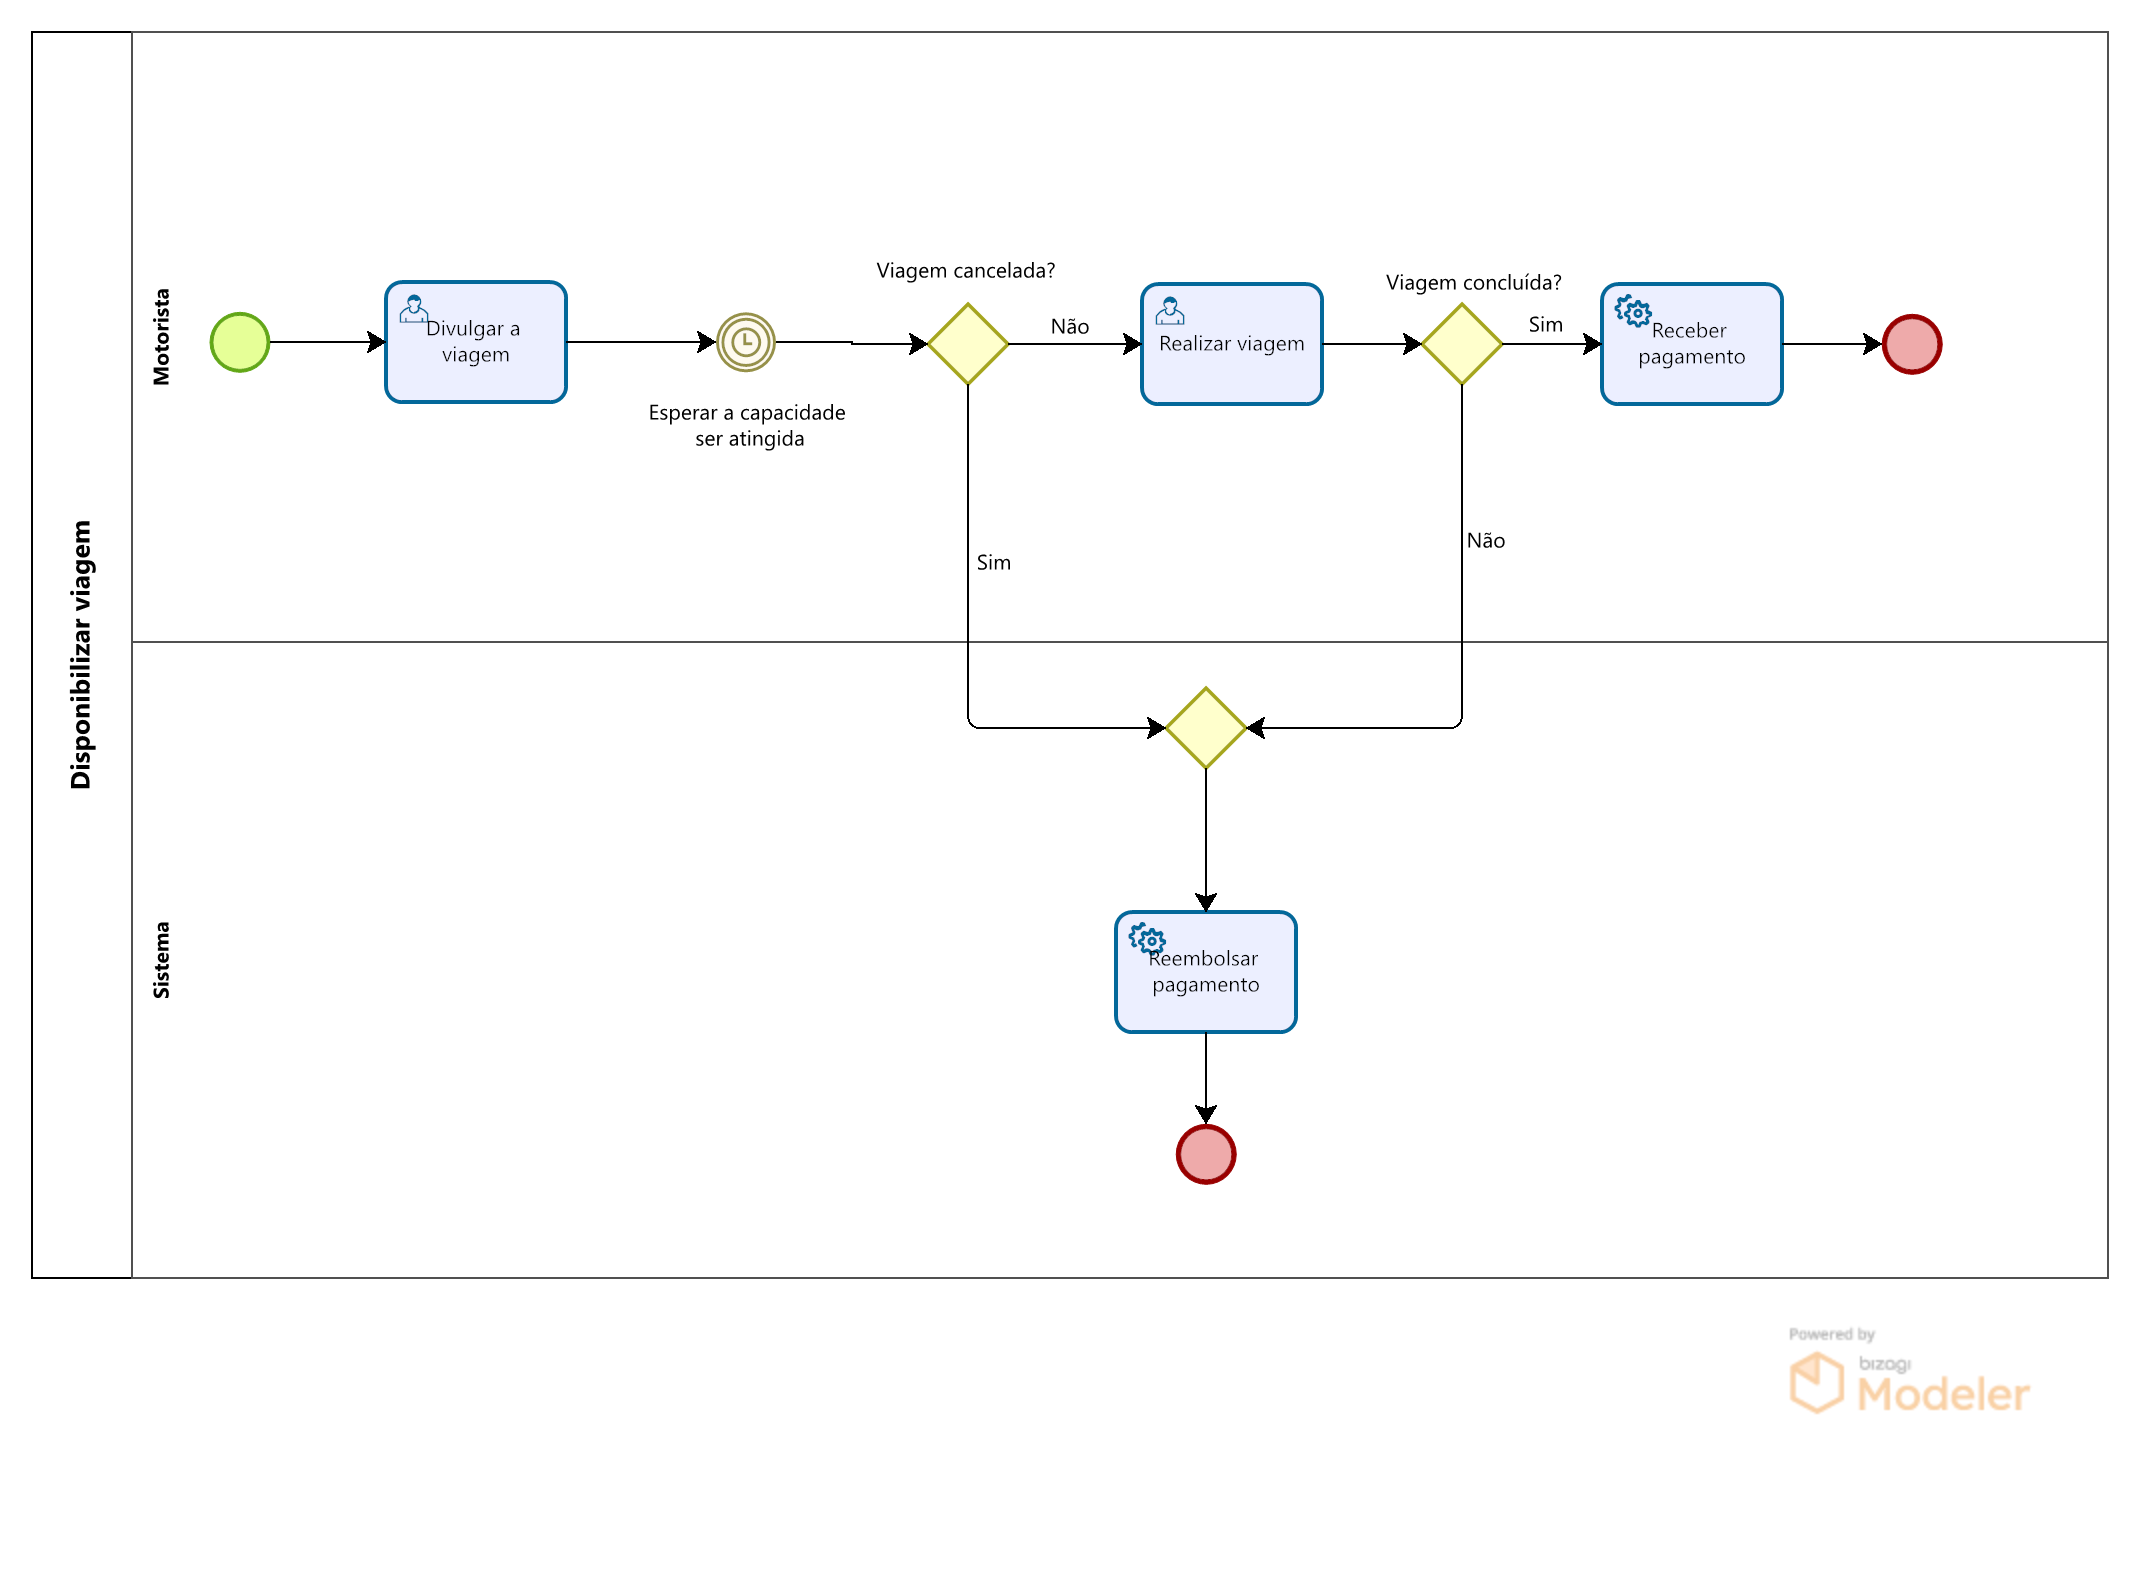 Disponibilizar viagem
Motorista
Divulgar a
viagem
Esperar a capacidade
ser atingida
Viagem cancelada?
Não
Sim
Realizar viagem
Viagem concluída?
Sim
Não
Receber
pagamento
Sistema
Reembolsar
pagamento
Powered by
bizagi
Modeler